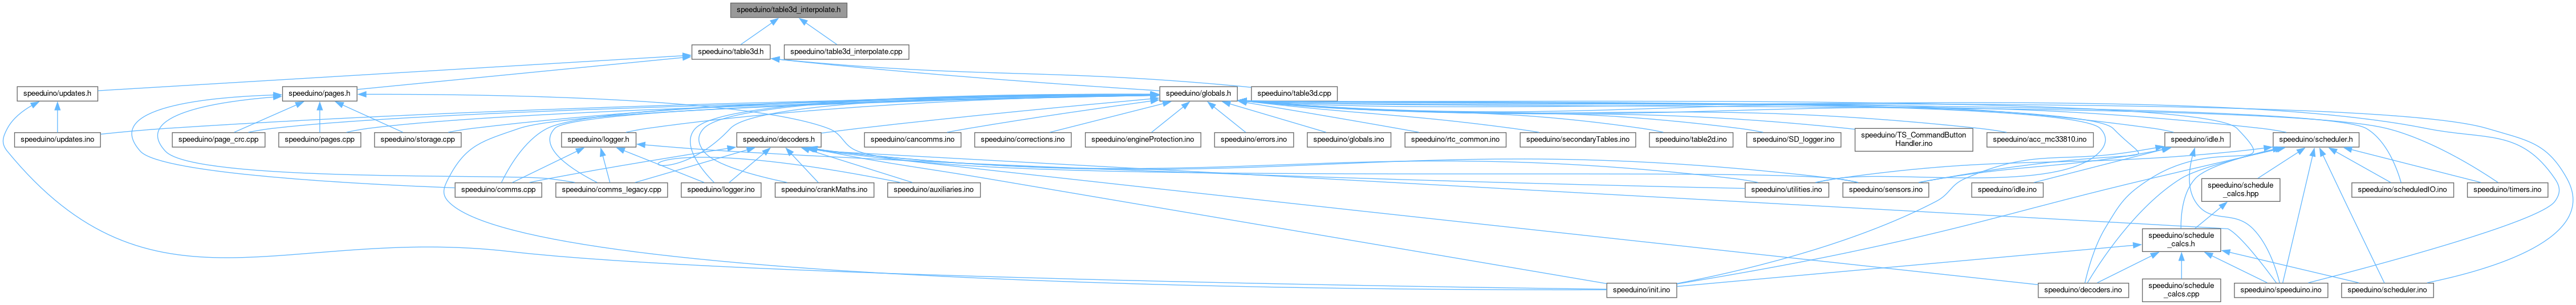 speeduino/table3d_interpolate.h
speeduino/table3d.h
speeduino/table3d_interpolate.cpp
speeduino/updates.h
speeduino/pages.h
speeduino/globals.h
speeduino/table3d.cpp
speeduino/updates.ino
speeduino/page_crc.cpp
speeduino/pages.cpp
speeduino/storage.cpp
speeduino/logger.h
speeduino/decoders.h
speeduino/cancomms.ino
speeduino/corrections.ino
speeduino/engineProtection.ino
speeduino/errors.ino
speeduino/globals.ino
speeduino/rtc_common.ino
speeduino/secondaryTables.ino
speeduino/table2d.ino
speeduino/SD_logger.ino
speeduino/TS_CommandButton
Handler.ino
speeduino/acc_mc33810.ino
speeduino/idle.h
speeduino/scheduler.h
speeduino/comms.cpp
speeduino/comms_legacy.cpp
speeduino/logger.ino
speeduino/crankMaths.ino
speeduino/auxiliaries.ino
speeduino/utilities.ino
speeduino/sensors.ino
speeduino/idle.ino
speeduino/schedule
_calcs.hpp
speeduino/scheduledIO.ino
speeduino/timers.ino
speeduino/schedule
_calcs.h
speeduino/init.ino
speeduino/decoders.ino
speeduino/schedule
_calcs.cpp
speeduino/speeduino.ino
speeduino/scheduler.ino